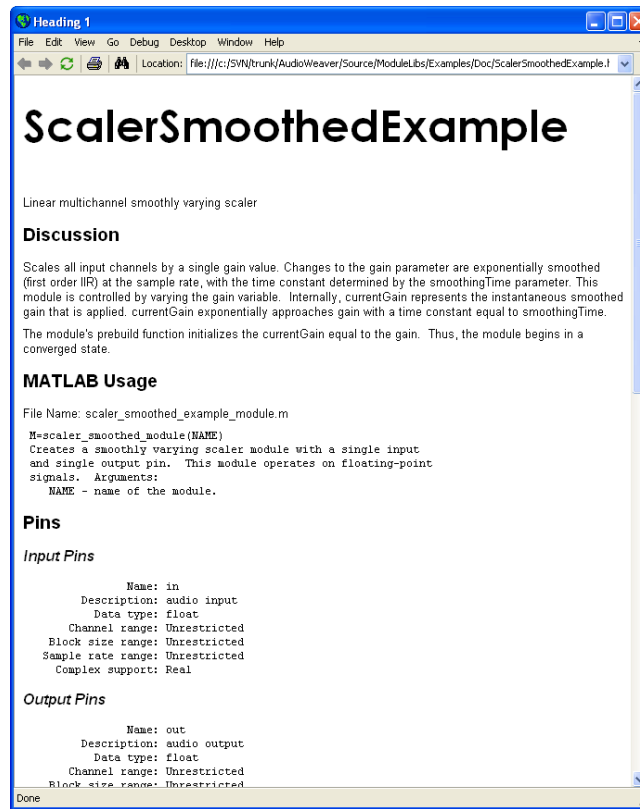 Heading 1
File Edit View Go Debug Desktop Window Help
Location: file:///c:/SVN/trunk/AudioWeaver/Source/ModuleLibs/Examples/Doc/ScalerSmoothedExample.h
ScalerSmoothedExample
Linear multichannel smoothly varying scaler
Discussion
Scales all input channels by a single gain value. Changes to the gain parameter are exponentially smoothed
(first order IIR) at the sample rate, with the time constant determined by the smoothingTime parameter. This
module is controlled by varying the gain variable. Internally, currentGain represents the instantaneous smoothed
gain that is applied. currentGain exponentially approaches gain with a time constant equal to smoothingTime.
The module's prebuild function initializes the currentGain equal to the gain. Thus, the module begins in a
converged state.
MATLAB Usage
File Name: scaler_smoothed_example_module.m
M=scaler_smoothed_module(NAME)
Creates a smoothly varying scaler module with a single input
and single output pin. This module operates on floating-point
signals. Arguments:
NAME - name of the module.
Pins
Input Pins
Name: in
Description: audio input
Data type: float
Channel range: Unrestricted
Block size range: Unrestricted
Sample rate range: Unrestricted
Complex support: Real
Output Pins
Name: out
Description: audio output
Data type: float
Channel range: Unrestricted
Block size range: Unrestricted
Done